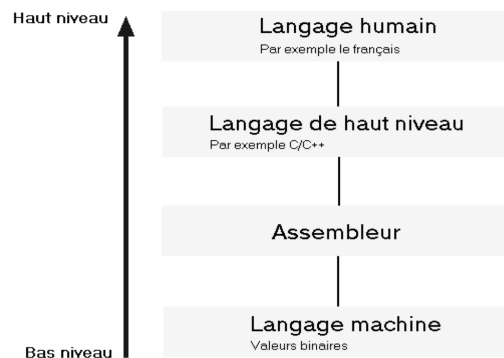 Haut niveau
Langage humain
Par exemple le français
Langage de haut niveau
Par exemple C/C++
Assembleur
Langage machine
Valeurs binaires
Bas niveau